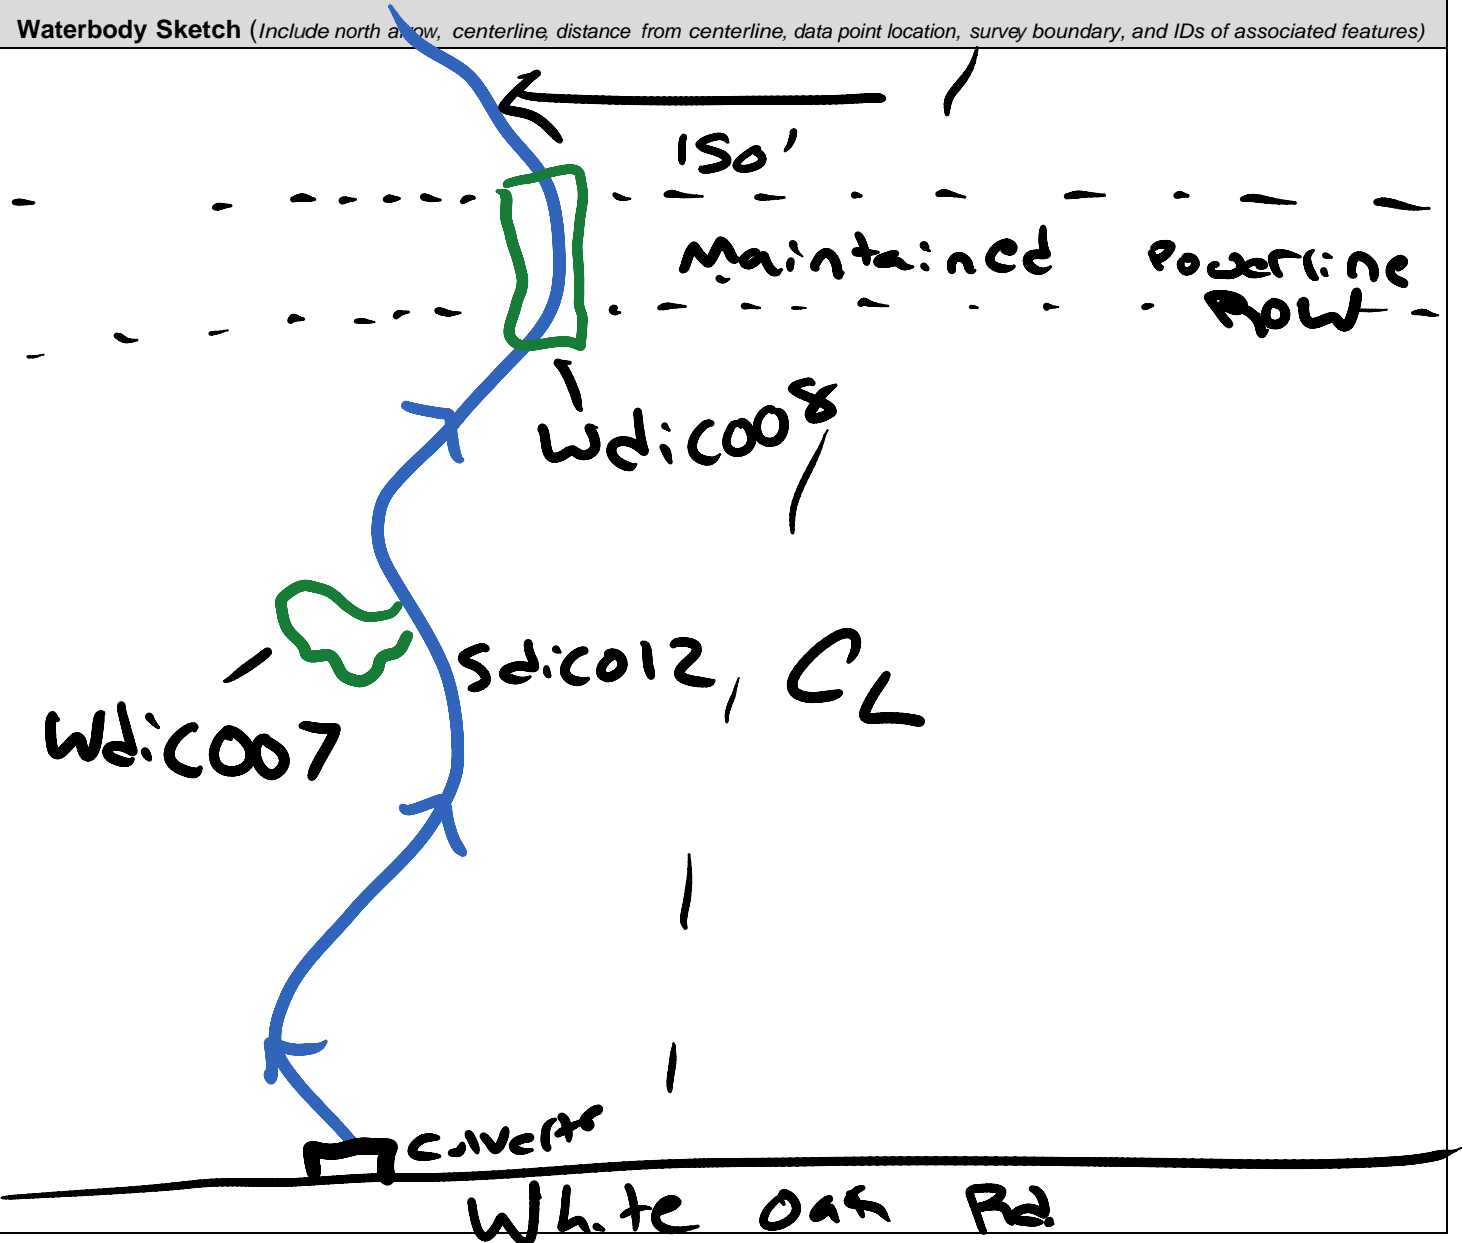 Waterbody Sketch (Include north arrow, centerline, distance from centerline, data point location, survey boundary, and IDs of associated features)
150'
Maintained Powerline
ROW
Wdic008
Sdic012, CL
Wdic007
Culvert
White Oak Rd.